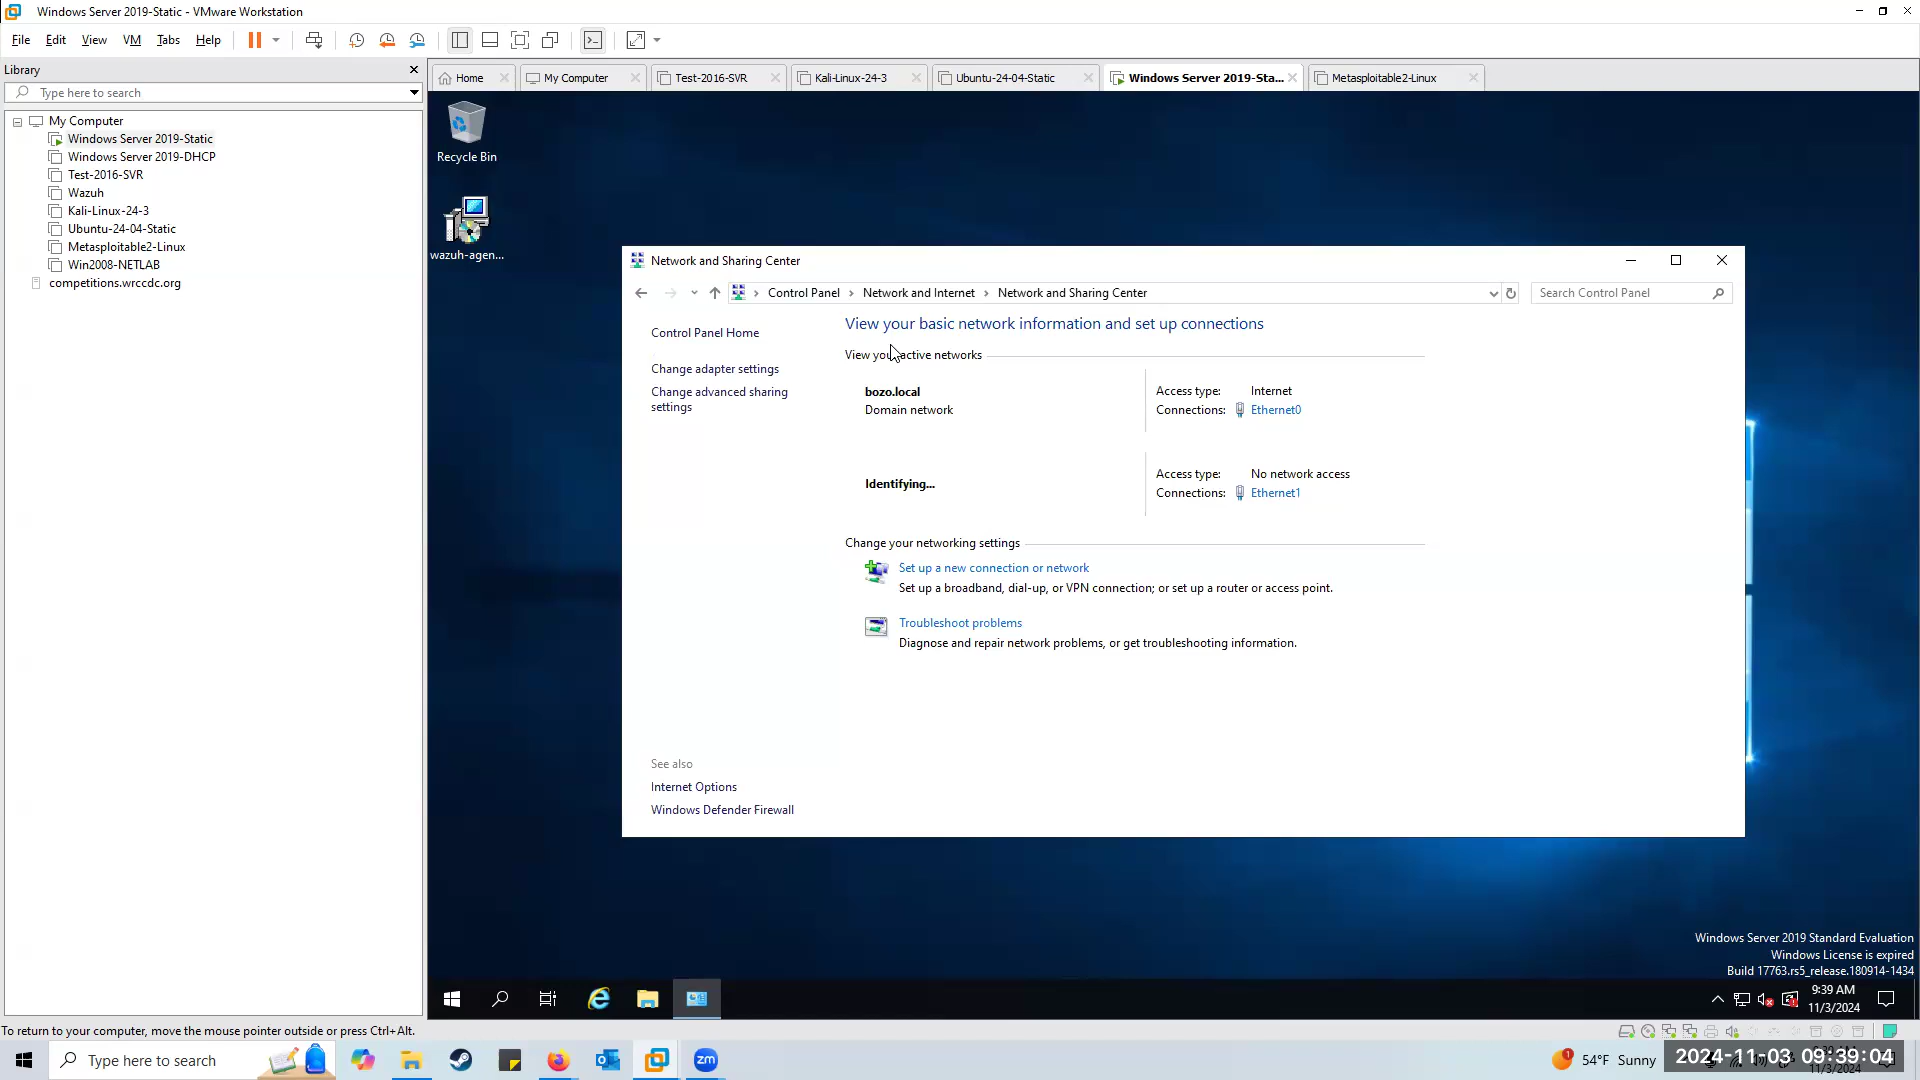 Windows Server 2019-Static - VMware Workstation
File Edit View VM Tabs Help
Library
Type here to search
My Computer
Windows Server 2019-Static
Windows Server 2019-DHCP
Test-2016-SVR
Wazuh
Kali-Linux-24-3
Ubuntu-24-04-Static
Metasploitable2-Linux
Win2008-NETLAB
competitions.wrccdc.org
Home
My Computer
Test-2016-SVR
Kali-Linux-24-3
Ubuntu-24-04-Static
Windows Server 2019-Sta...
Metasploitable2-Linux
Recycle Bin
wazuh-agen...
Network and Sharing Center
Control Panel > Network and Internet > Network and Sharing Center
Search Control Panel
Control Panel Home
Change adapter settings
Change advanced sharing
settings
View your basic network information and set up connections
View your active networks
bozo.local
Domain network
Access type: Internet
Connections: Ethernet0
Identifying...
Access type: No network access
Connections: Ethernet1
Change your networking settings
Set up a new connection or network
Set up a broadband, dial-up, or VPN connection; or set up a router or access point.
Troubleshoot problems
Diagnose and repair network problems, or get troubleshooting information.
See also
Internet Options
Windows Defender Firewall
Windows Server 2019 Standard Evaluation
Windows License is expired
Build 17763.rs5_release.180914-1434
9:39 AM
11/3/2024
To return to your computer, move the mouse pointer outside or press Ctrl+Alt.
Type here to search
zm
1
54°F Sunny
2024-11-03 09:39:04
11/3/2024